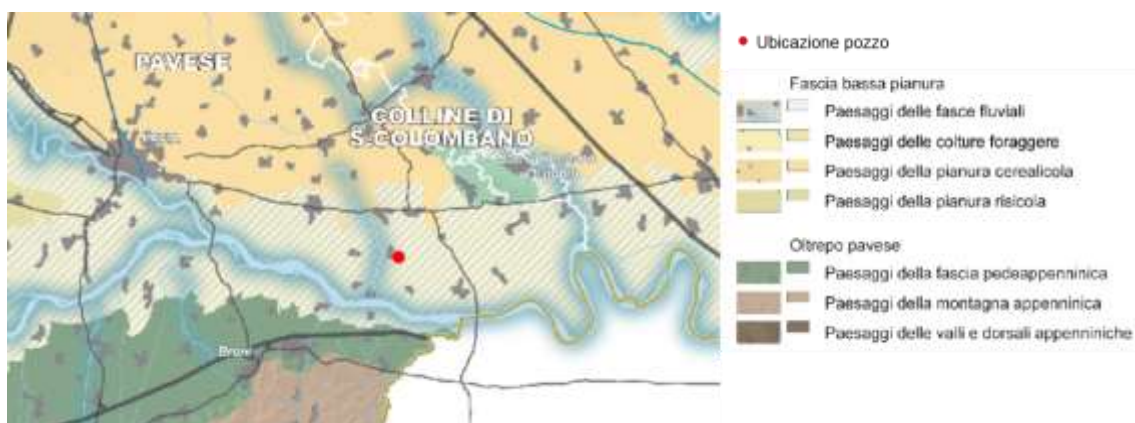 PAVESE
COLLINE DI
S.COLOMBANO
Broni
Ubicazione pozzo
Fascia bassa pianura
Paesaggi delle fasce fluviali
Paesaggi delle colture foraggere
Paesaggi della pianura cerealicola
Paesaggi della pianura risicola
Oltrepo pavese
Paesaggi della fascia pedeappenninica
Paesaggi della montagna appenninica
Paesaggi delle valli e dorsali appenniniche